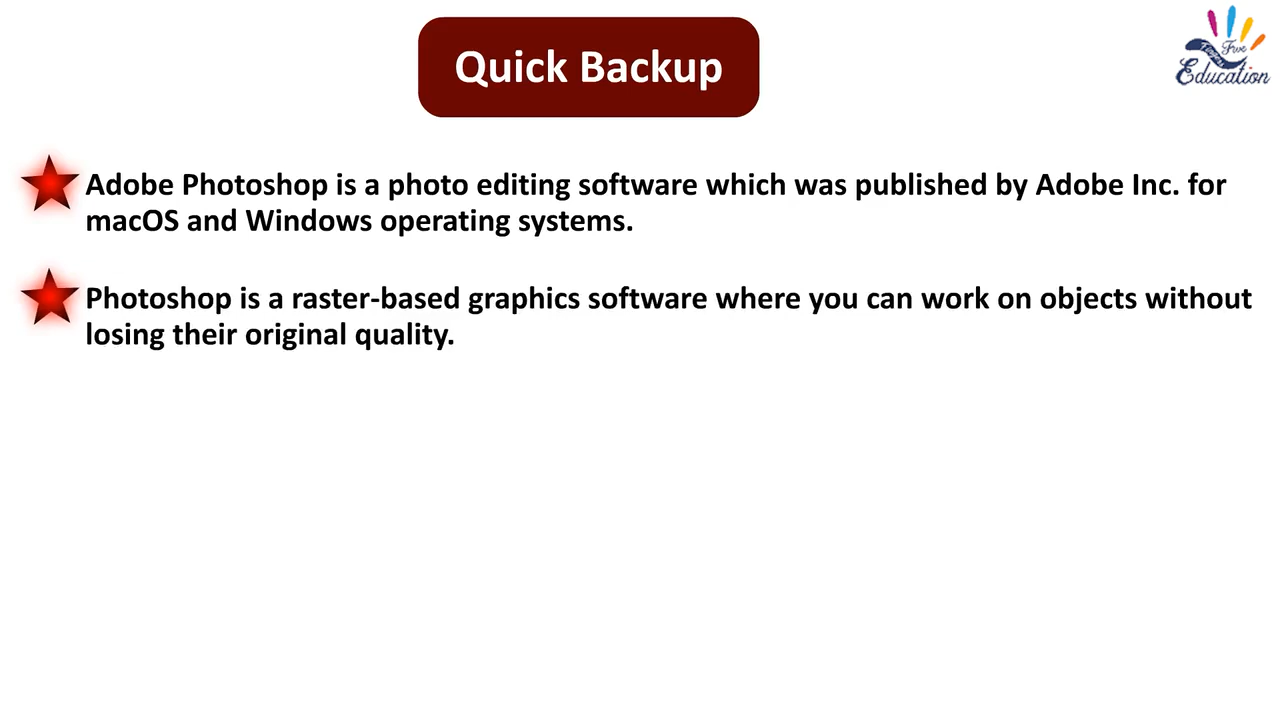 Quick Backup
Five
Fingers
Education
Adobe Photoshop is a photo editing software which was published by Adobe Inc. for
macOS and Windows operating systems.
Photoshop is a raster-based graphics software where you can work on objects without
losing their original quality.